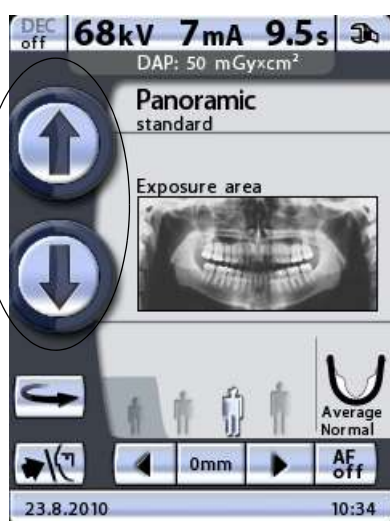 DEC off 68kV 7mA 9.5s
DAP: 50 mGy×cm²
Panoramic
standard
Exposure area
Average
Normal
0mm AF off
23.8.2010 10:34